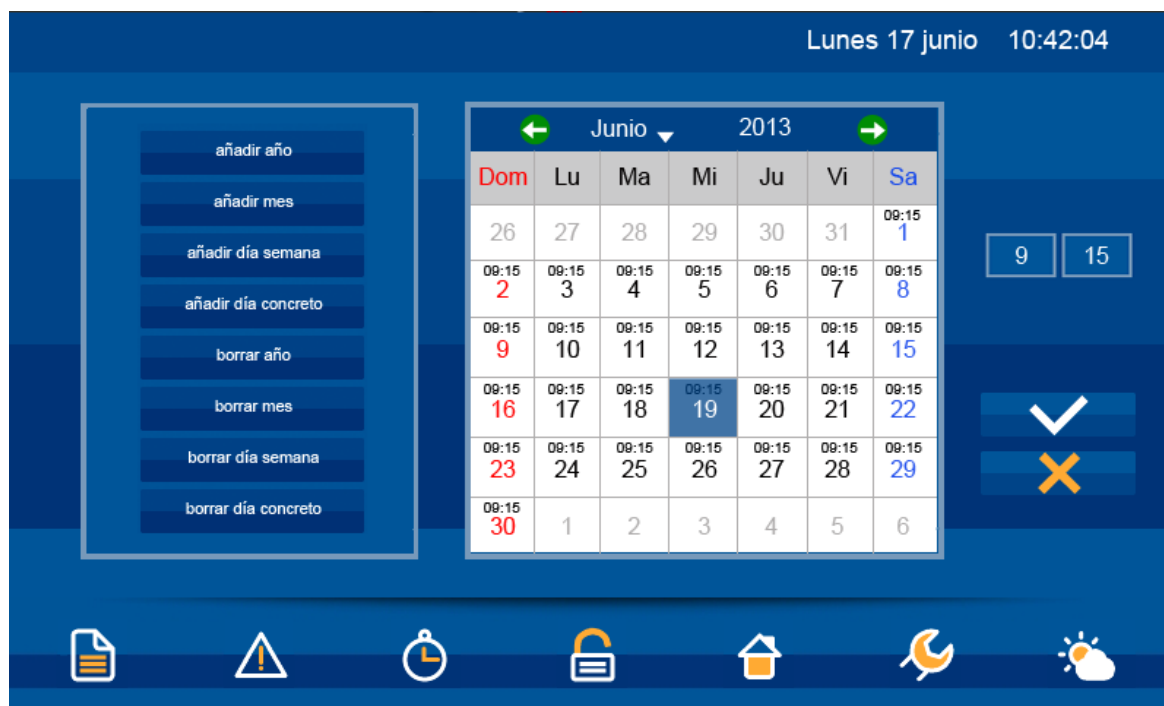 Lunes 17 junio 10:42:04
añadir año
añadir mes
añadir día semana
añadir día concreto
borrar año
borrar mes
borrar día semana
borrar día concreto
Junio 2013
Dom Lu Ma Mi Ju Vi Sa
09:15
26 27 28 29 30 31 1
09:15 09:15 09:15 09:15 09:15 09:15 09:15
2 3 4 5 6 7 8
09:15 09:15 09:15 09:15 09:15 09:15 09:15
9 10 11 12 13 14 15
09:15 09:15 09:15 09:15 09:15 09:15 09:15
16 17 18 19 20 21 22
09:15 09:15 09:15 09:15 09:15 09:15 09:15
23 24 25 26 27 28 29
09:15
30 1 2 3 4 5 6
9 15